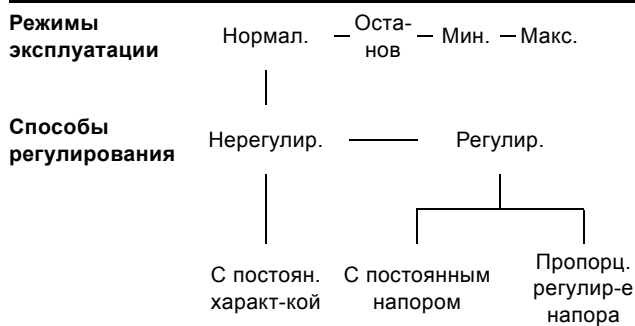 Режимы
эксплуатации
Нормал.
Оста-
нов
Мин.
Макс.
Способы
регулирования
Нерегулир.
Регулир.
С постоян.
характ-кой
С постоянным
напором
Пропорц.
регулир-е
напора